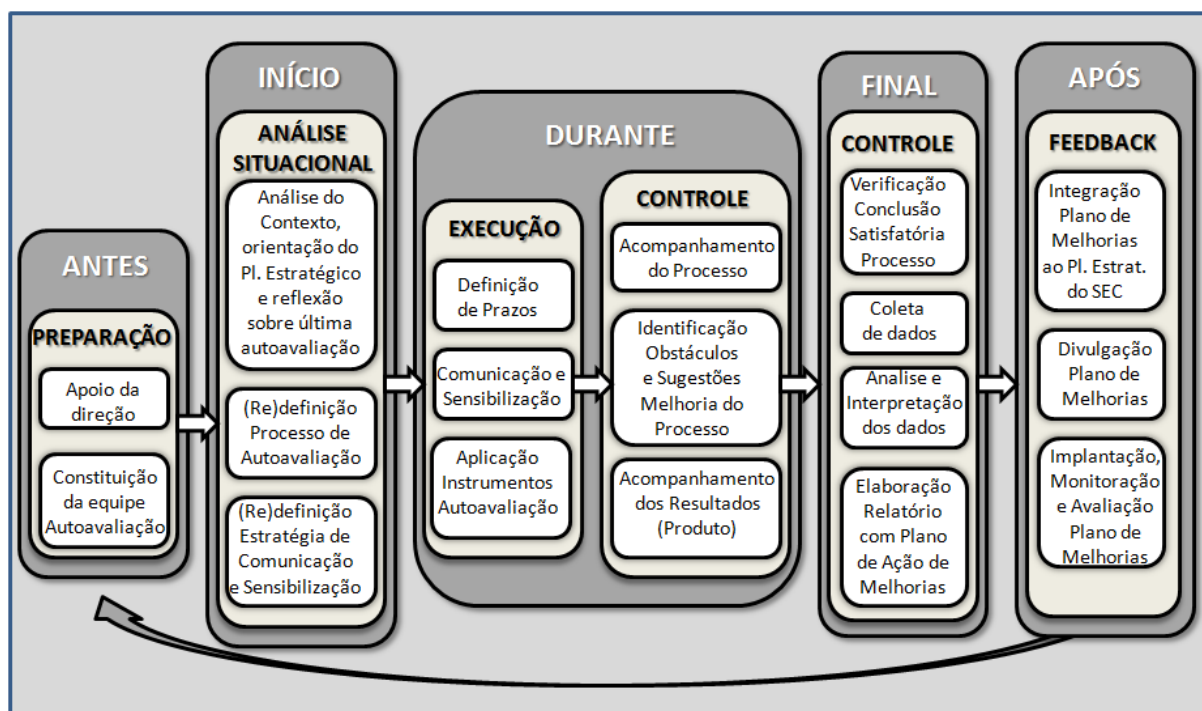 ANTES
PREPARAÇÃO
Apoio da
direção
Constituição
da equipe
Autoavaliação
INÍCIO
ANÁLISE
SITUACIONAL
Análise do
Contexto,
orientação do
Pl. Estratégico
e reflexão
sobre última
autoavaliação
(Re)definição
Processo de
Autoavaliação
(Re)definição
Estratégia de
Comunicação
e Sensibilização
DURANTE
EXECUÇÃO
Definição
de Prazos
Comunicação e
Sensibilização
Aplicação
Instrumentos
Autoavaliação
CONTROLE
Acompanhamento
do Processo
Identificação
Obstáculos
e Sugestões
Melhoria do
Processo
Acompanhamento
dos Resultados
(Produto)
FINAL
CONTROLE
Verificação
Conclusão
Satisfatória
Processo
Coleta
de dados
Analise e
Interpretação
dos dados
Elaboração
Relatório
com Plano
de Ação de
Melhorias
APÓS
FEEDBACK
Integração
Plano de
Melhorias
ao Pl. Estrat.
do SEC
Divulgação
Plano de
Melhorias
Implantação,
Monitoração
e Avaliação
Plano de
Melhorias